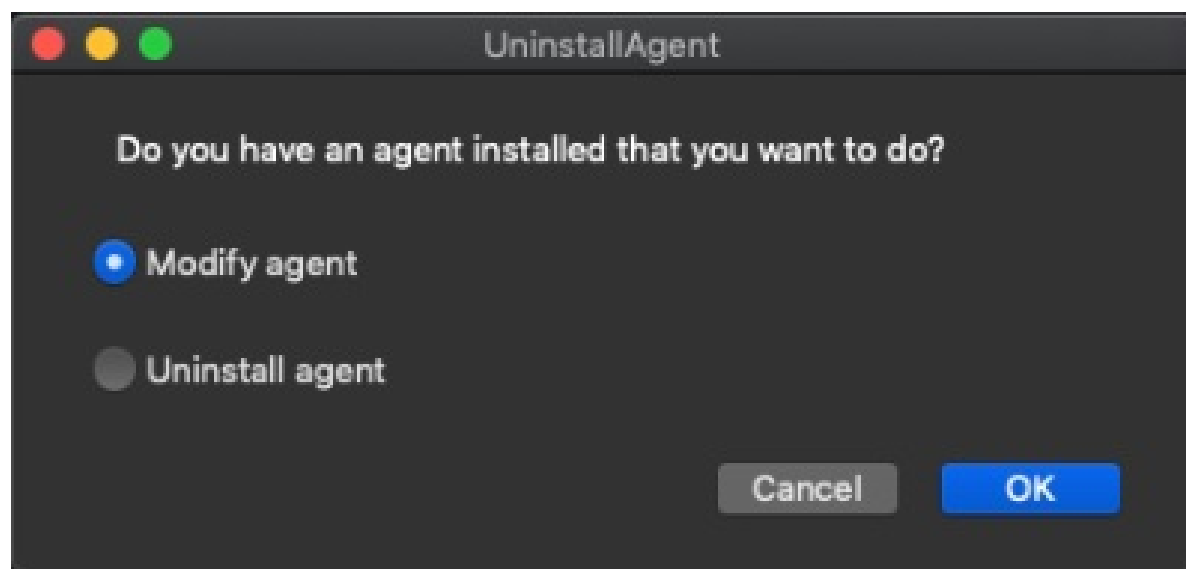 UninstallAgent
Do you have an agent installed that you want to do?
Modify agent
Uninstall agent
Cancel OK